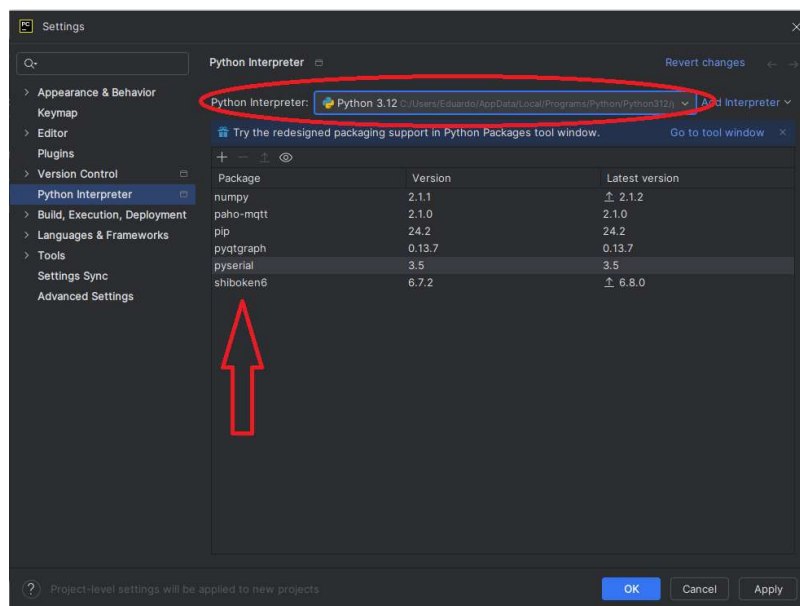 PC
Settings
Python Interpreter
Revert changes
Appearance & Behavior
Keymap
Editor
Plugins
Version Control
Python Interpreter
Build, Execution, Deployment
Languages & Frameworks
Tools
Settings Sync
Advanced Settings
Python Interpreter: Python 3.12 C:/Users/Eduardo/AppData/Local/Programs/Python/Python312/ Add Interpreter
Try the redesigned packaging support in Python Packages tool window. Go to tool window
Package Version Latest version
numpy 2.1.1 2.1.2
paho-mqtt 2.1.0 2.1.0
pip 24.2 24.2
pyqtgraph 0.13.7 0.13.7
pyserial 3.5 3.5
shiboken6 6.7.2 6.8.0
? Project-level settings will be applied to new projects
OK Cancel Apply